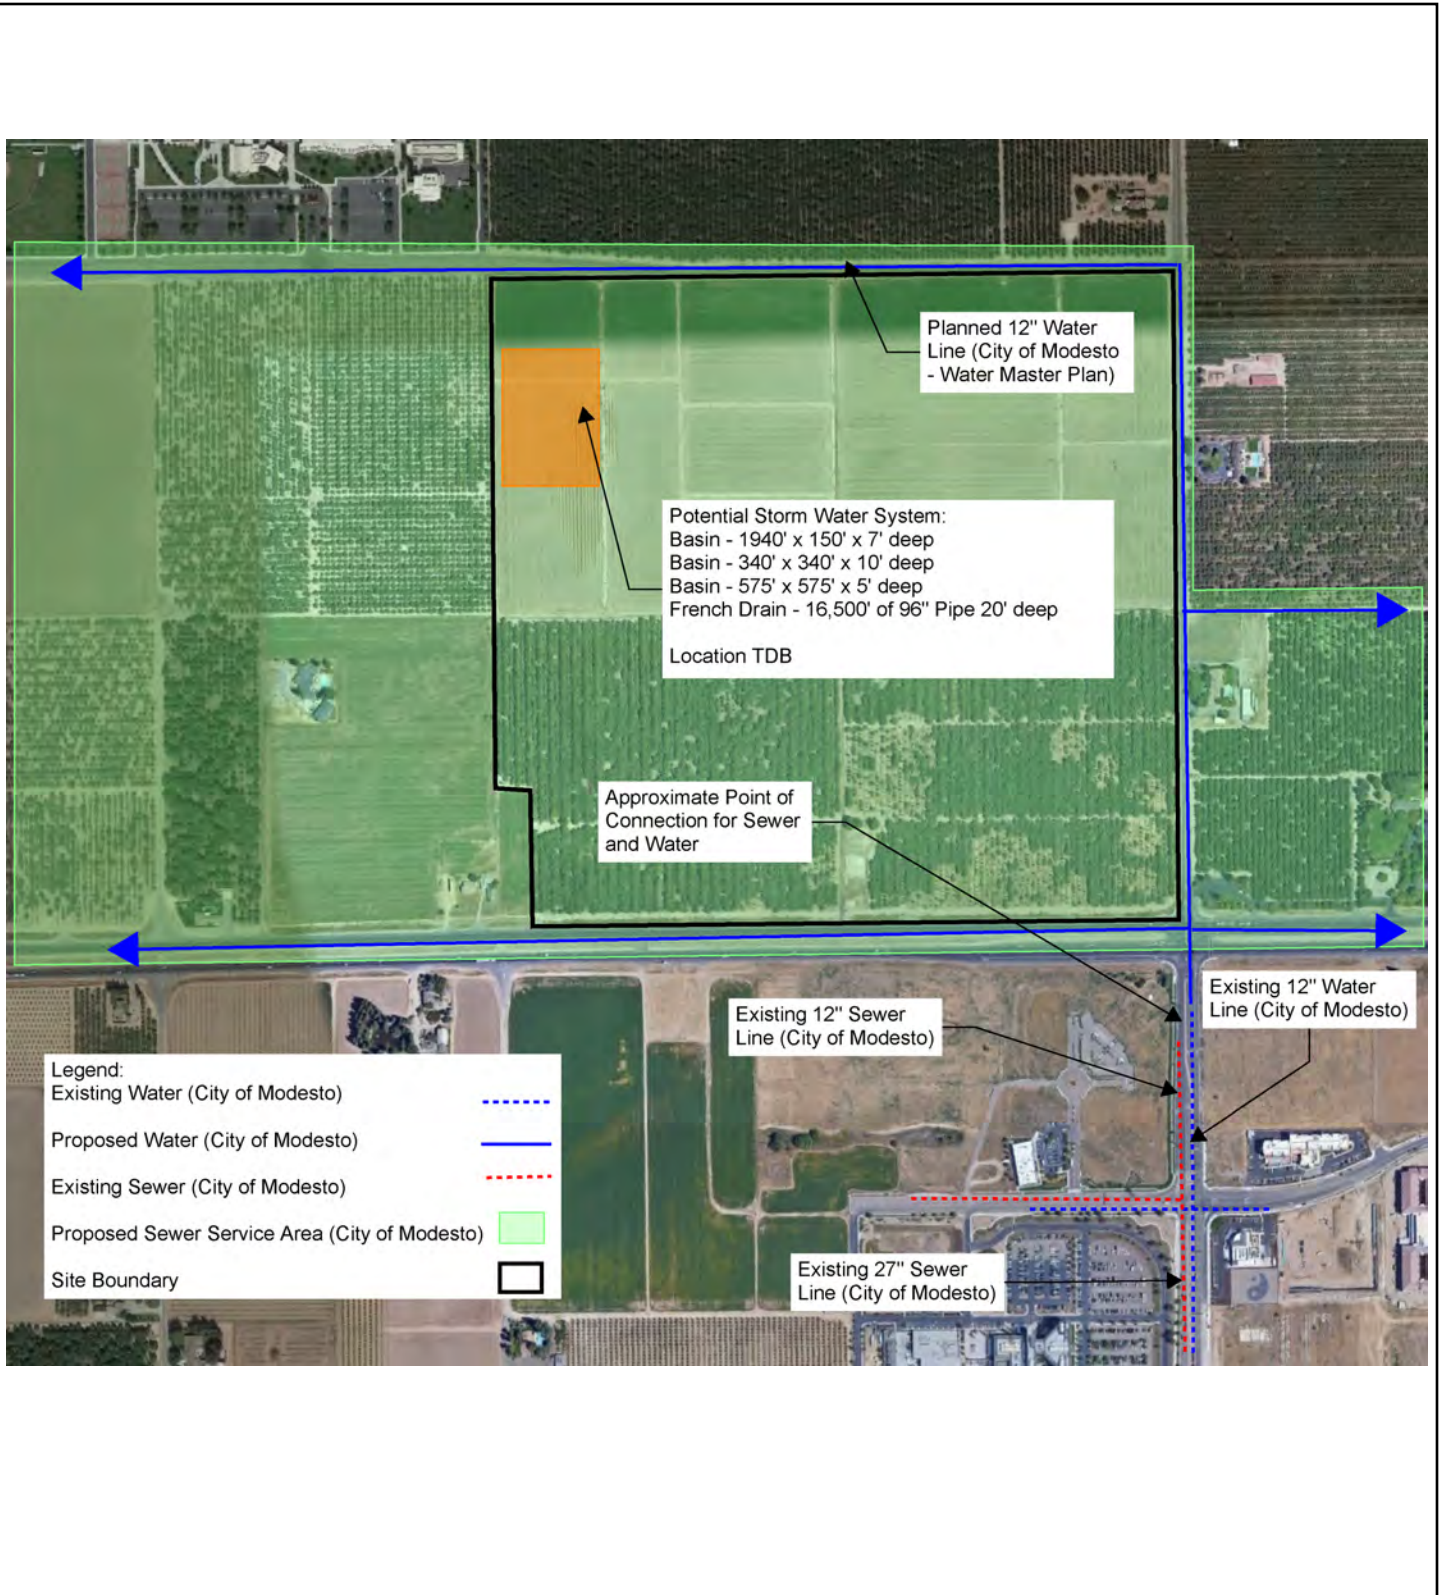 Planned 12" Water
Line (City of Modesto
- Water Master Plan)
Potential Storm Water System:
Basin - 1940' x 150' x 7' deep
Basin - 340' x 340' x 10' deep
Basin - 575' x 575' x 5' deep
French Drain - 16,500' of 96" Pipe 20' deep
Location TDB
Approximate Point of
Connection for Sewer
and Water
Existing 12" Water
Line (City of Modesto)
Existing 12" Sewer
Line (City of Modesto)
Legend:
Existing Water (City of Modesto)
Proposed Water (City of Modesto)
Existing Sewer (City of Modesto)
Proposed Sewer Service Area (City of Modesto)
Site Boundary
Existing 27" Sewer
Line (City of Modesto)